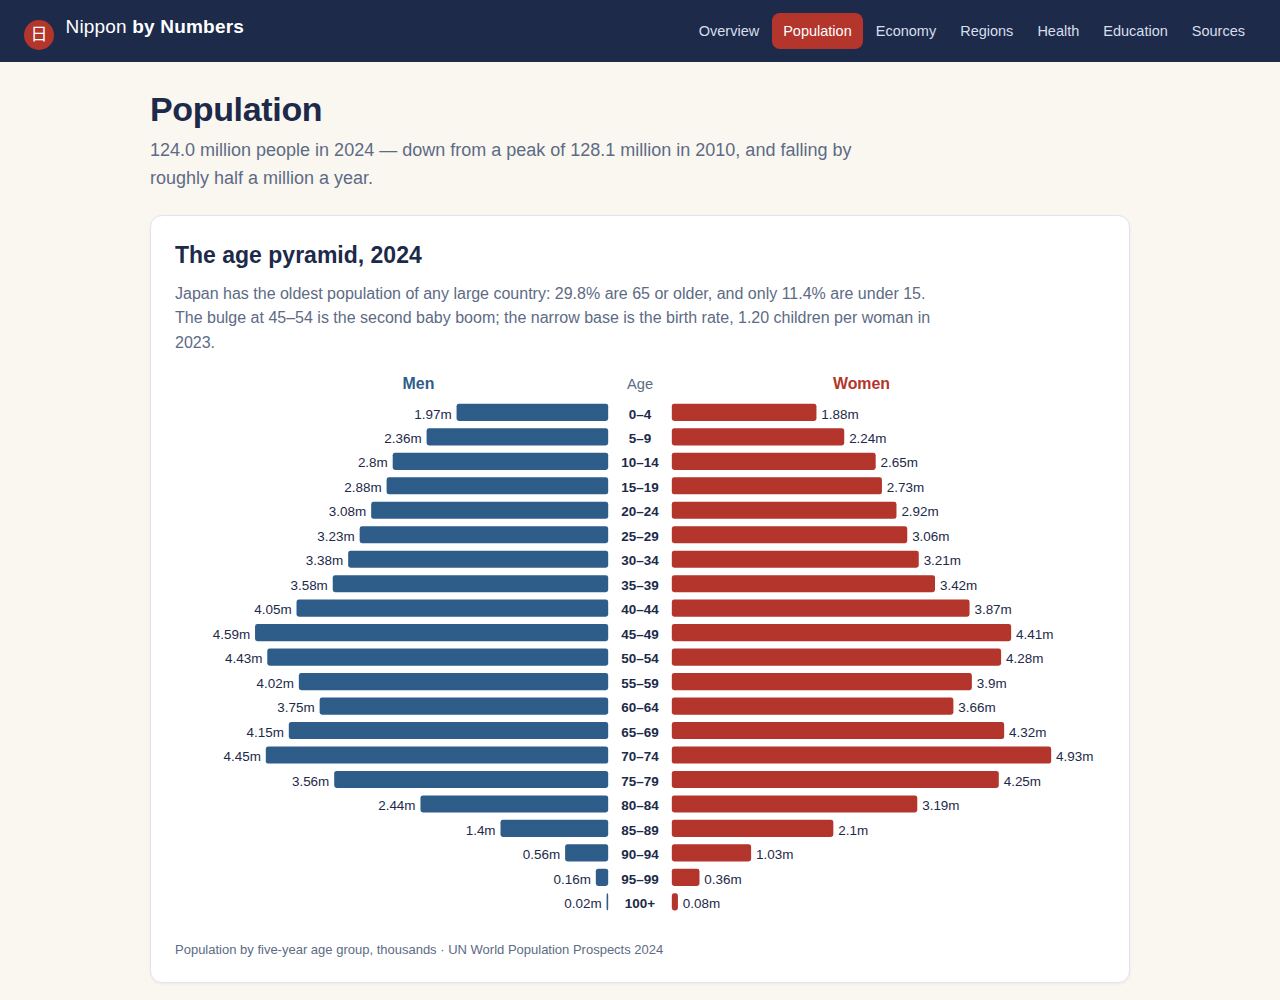 日 Nippon by Numbers
Overview Population Economy Regions Health Education Sources
Population
124.0 million people in 2024 — down from a peak of 128.1 million in 2010, and falling by
roughly half a million a year.
The age pyramid, 2024
Japan has the oldest population of any large country: 29.8% are 65 or older, and only 11.4% are under 15.
The bulge at 45–54 is the second baby boom; the narrow base is the birth rate, 1.20 children per woman in
2023.
Men Age Women
1.97m 0–4 1.88m
2.36m 5–9 2.24m
2.8m 10–14 2.65m
2.88m 15–19 2.73m
3.08m 20–24 2.92m
3.23m 25–29 3.06m
3.38m 30–34 3.21m
3.58m 35–39 3.42m
4.05m 40–44 3.87m
4.59m 45–49 4.41m
4.43m 50–54 4.28m
4.02m 55–59 3.9m
3.75m 60–64 3.66m
4.15m 65–69 4.32m
4.45m 70–74 4.93m
3.56m 75–79 4.25m
2.44m 80–84 3.19m
1.4m 85–89 2.1m
0.56m 90–94 1.03m
0.16m 95–99 0.36m
0.02m 100+ 0.08m
Population by five-year age group, thousands · UN World Population Prospects 2024